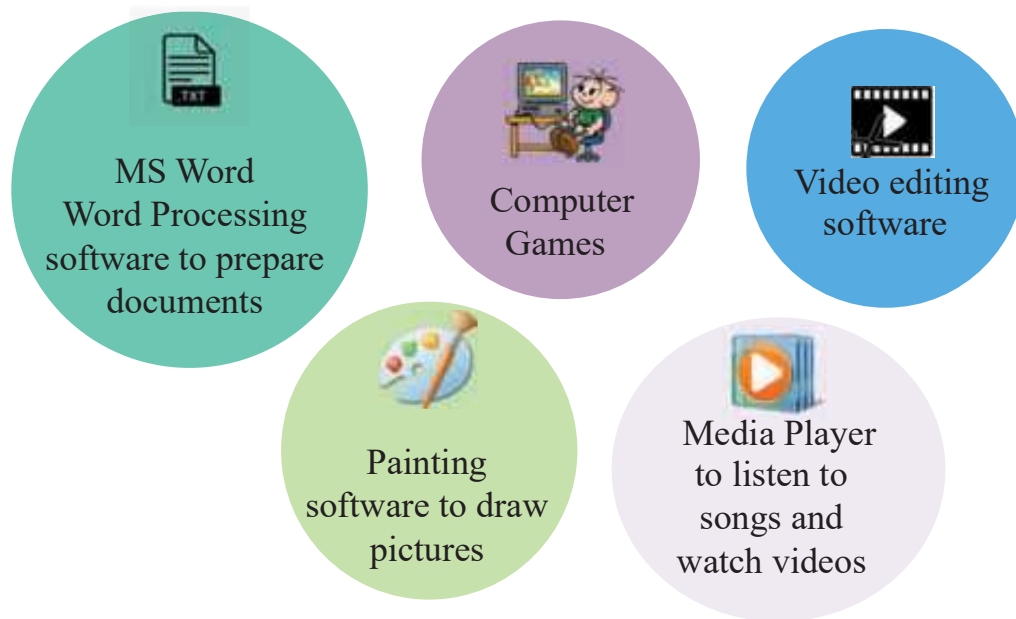 TXT
MS Word
Word Processing
software to prepare
documents
Computer
Games
Video editing
software
Painting
software to draw
pictures
Media Player
to listen to
songs and
watch videos